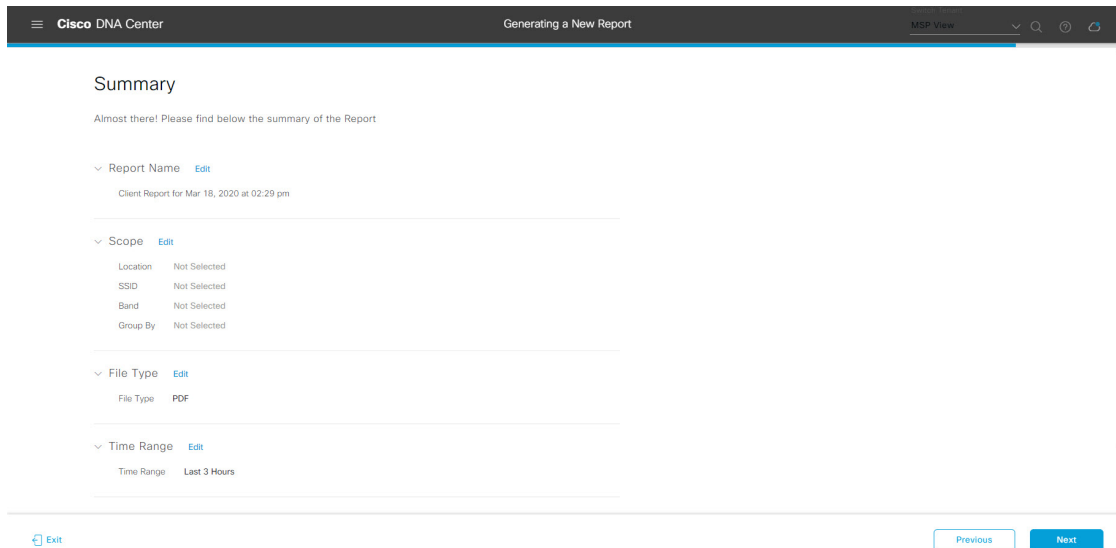 Cisco DNA Center
Generating a New Report
MSP View
Summary
Almost there! Please find below the summary of the Report
Report Name Edit
Client Report for Mar 18, 2020 at 02:29 pm
Scope Edit
Location Not Selected
SSID Not Selected
Band Not Selected
Group By Not Selected
File Type Edit
File Type PDF
Time Range Edit
Time Range Last 3 Hours
Exit
Previous
Next